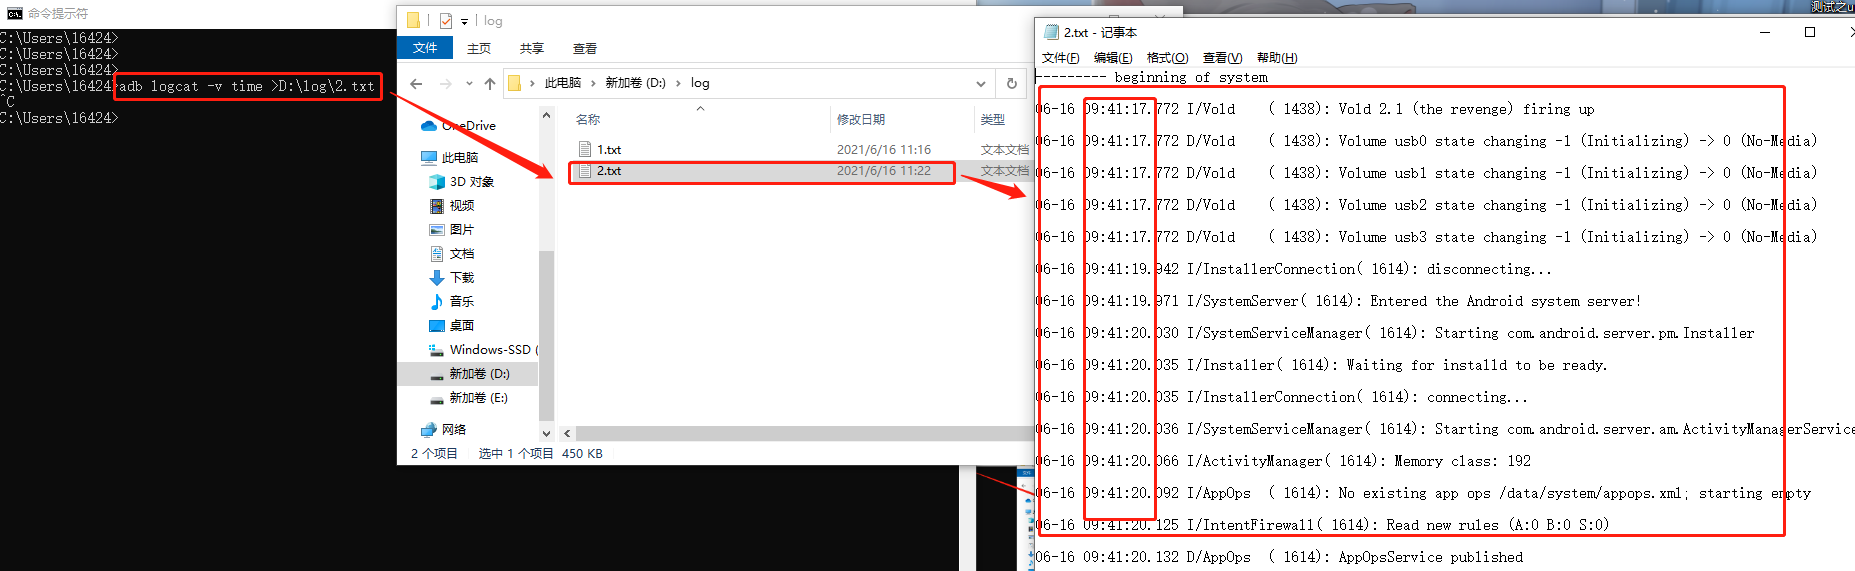 命令提示符
C:\Users\16424>
C:\Users\16424>
C:\Users\16424>
C:\Users\16424>adb logcat -v time >D:\log\2.txt
^C
C:\Users\16424>
log
文件
主页
共享
查看
此电脑
新加卷 (D:)
log
OneDrive
此电脑
3D 对象
视频
图片
文档
下载
音乐
桌面
Windows-SSD (
新加卷 (D:)
新加卷 (E:)
网络
名称
修改日期
类型
1.txt
2021/6/16 11:16
文本文档
2.txt
2021/6/16 11:22
文本文档
2 个项目
选中 1 个项目 450 KB
测试之u
2.txt - 记事本
文件(F)
编辑(E)
格式(O)
查看(V)
帮助(H)
--------- beginning of system
06-16 09:41:17.772 I/Vold    ( 1438): Vold 2.1 (the revenge) firing up
06-16 09:41:17.772 D/Vold    ( 1438): Volume usb0 state changing -1 (Initializing) -> 0 (No-Media)
06-16 09:41:17.772 D/Vold    ( 1438): Volume usb1 state changing -1 (Initializing) -> 0 (No-Media)
06-16 09:41:17.772 D/Vold    ( 1438): Volume usb2 state changing -1 (Initializing) -> 0 (No-Media)
06-16 09:41:17.772 D/Vold    ( 1438): Volume usb3 state changing -1 (Initializing) -> 0 (No-Media)
06-16 09:41:19.942 I/InstallerConnection( 1614): disconnecting...
06-16 09:41:19.971 I/SystemServer( 1614): Entered the Android system server!
06-16 09:41:20.030 I/SystemServiceManager( 1614): Starting com.android.server.pm.Installer
06-16 09:41:20.035 I/Installer( 1614): Waiting for installd to be ready.
06-16 09:41:20.035 I/InstallerConnection( 1614): connecting...
06-16 09:41:20.036 I/SystemServiceManager( 1614): Starting com.android.server.am.ActivityManagerService
06-16 09:41:20.066 I/ActivityManager( 1614): Memory class: 192
06-16 09:41:20.092 I/AppOps  ( 1614): No existing app ops /data/system/appops.xml; starting empty
06-16 09:41:20.125 I/IntentFirewall( 1614): Read new rules (A:0 B:0 S:0)
06-16 09:41:20.132 D/AppOps  ( 1614): AppOpsService published